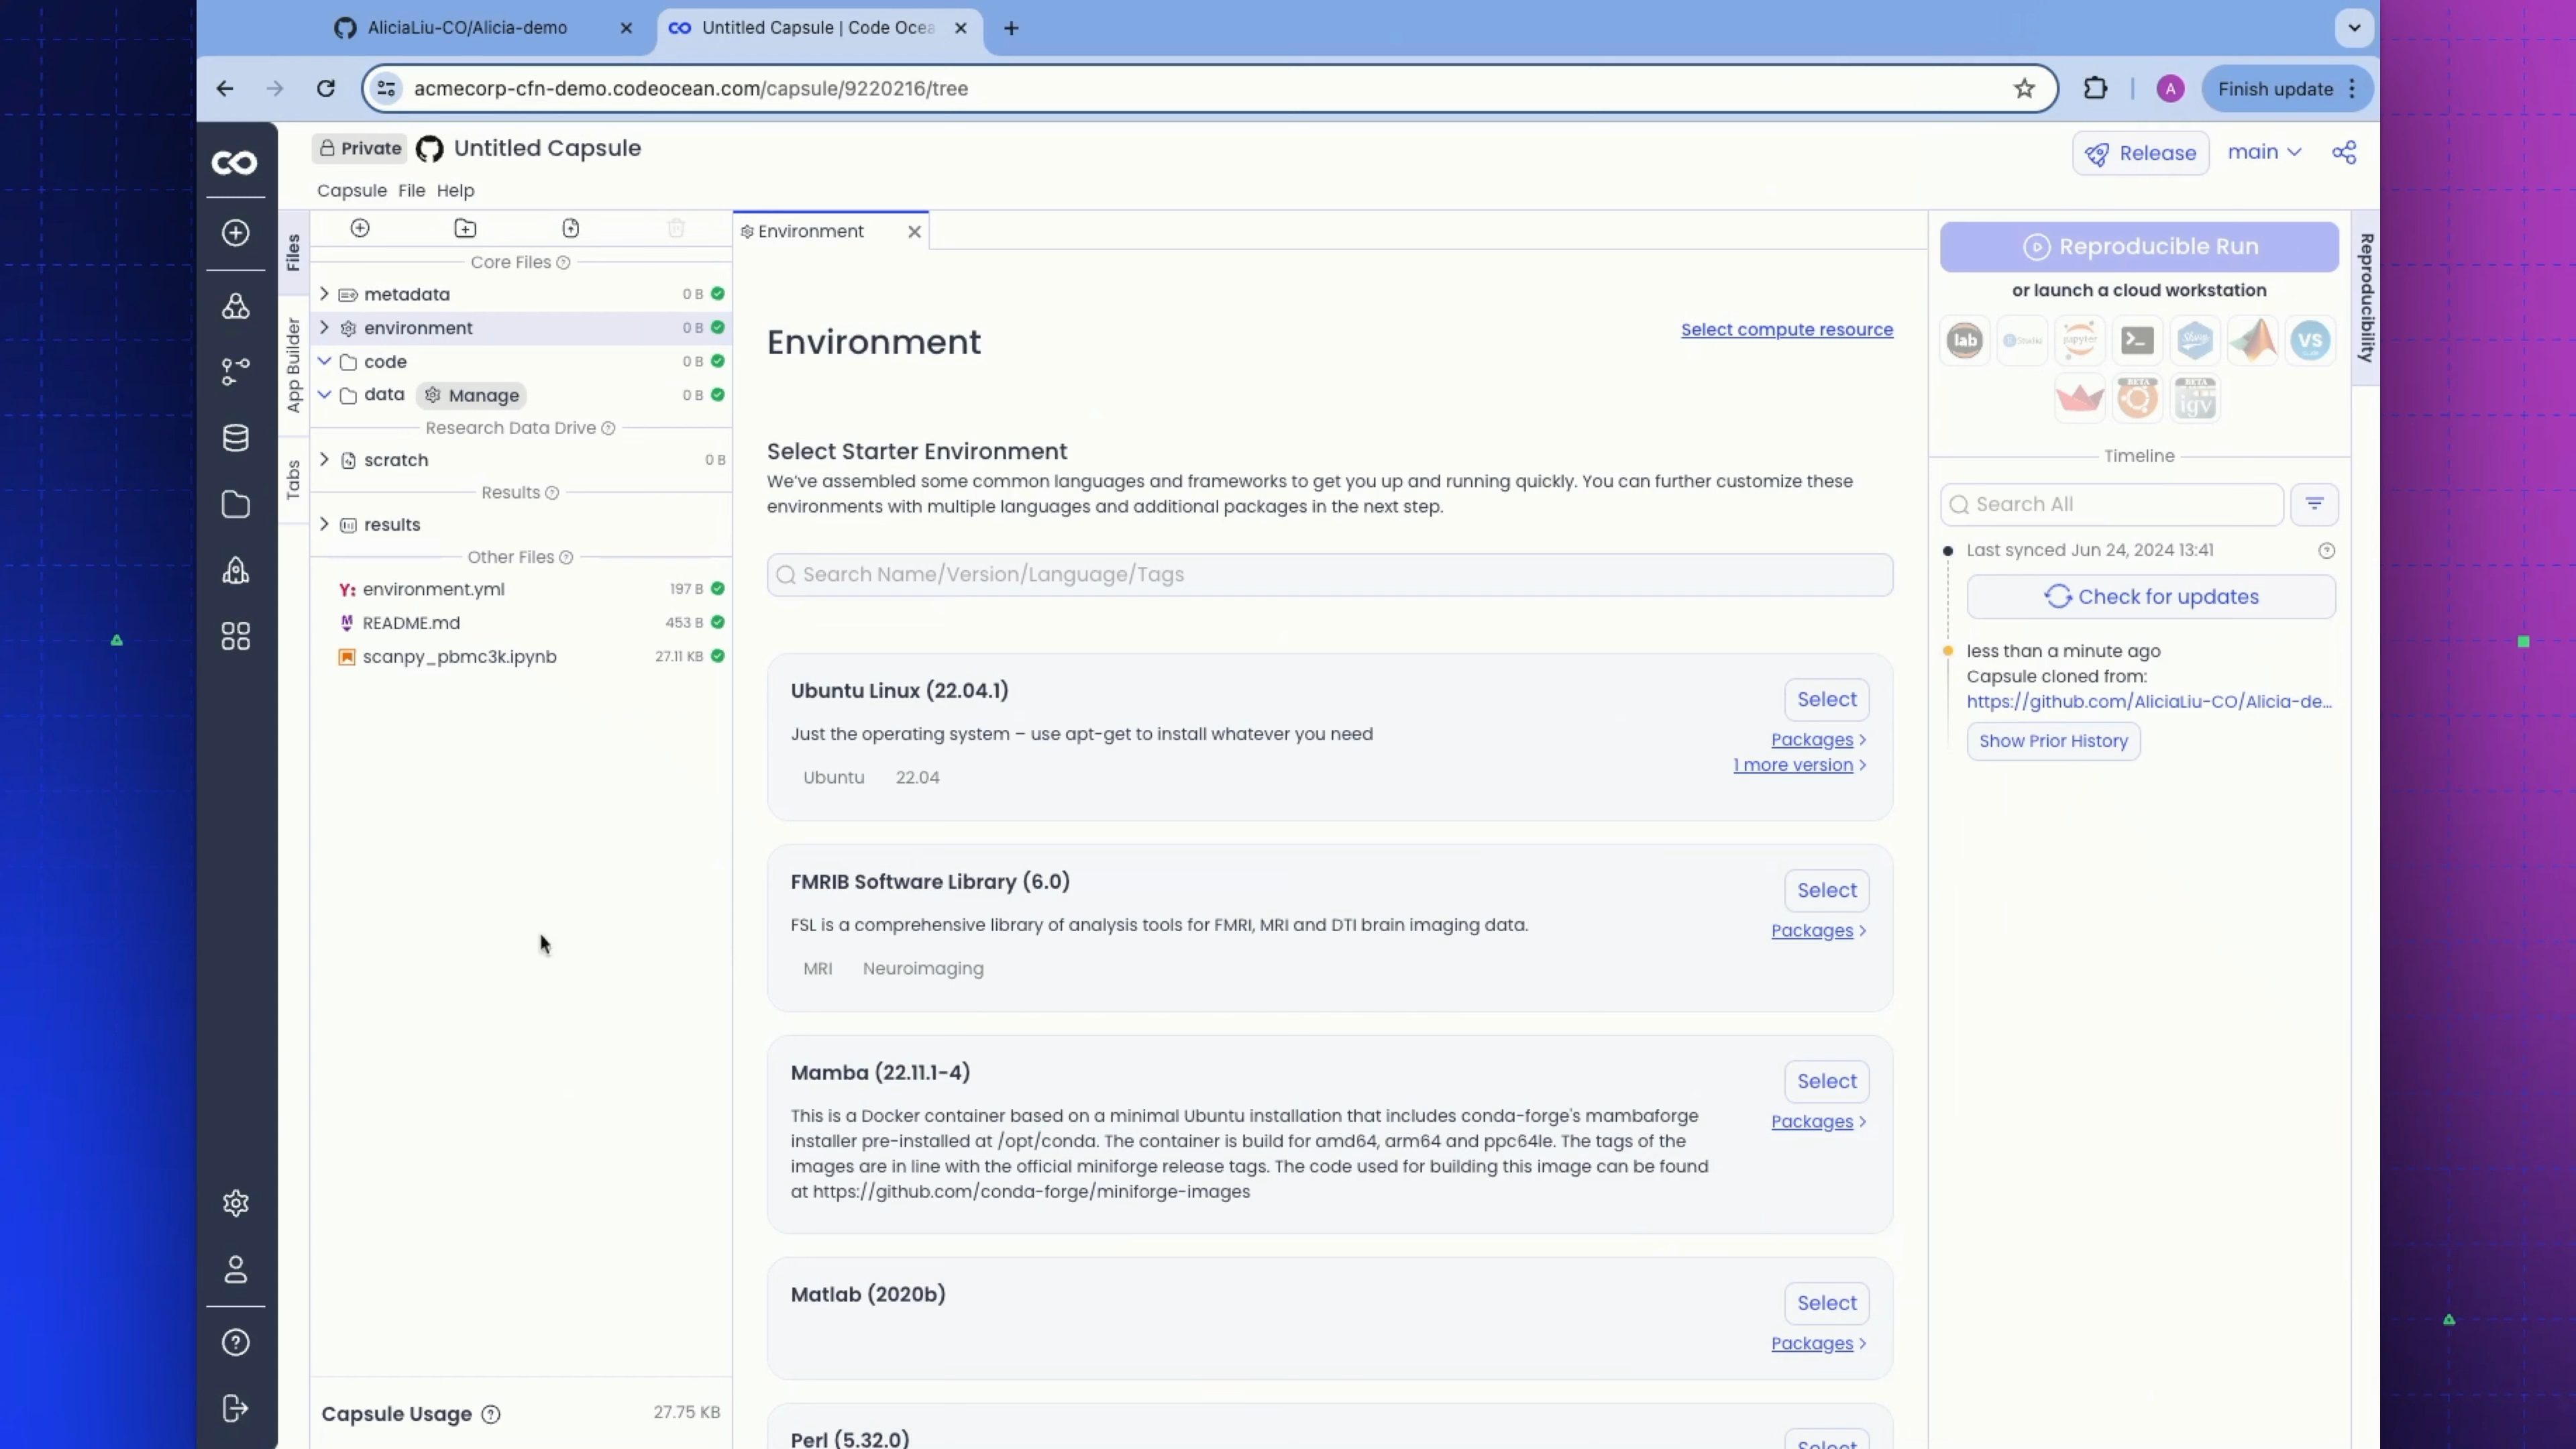 AliciaLiu-CO/Alicia-demo
Untitled Capsule | Code Ocea
acmecorp-cfn-demo.codeocean.com/capsule/9220216/tree
A
Finish update
Private
Untitled Capsule
Release
main
Capsule File Help
Files
App Builder
Tabs
Core Files
metadata 0 B
environment 0 B
code 0 B
data Manage 0 B
Research Data Drive
scratch 0 B
Results
results
Other Files
environment.yml 197 B
README.md 453 B
scanpy_pbmc3k.ipynb 27.11 KB
Capsule Usage 27.75 KB
Environment
Environment
Select compute resource
Select Starter Environment
We've assembled some common languages and frameworks to get you up and running quickly. You can further customize these
environments with multiple languages and additional packages in the next step.
Search Name/Version/Language/Tags
Ubuntu Linux (22.04.1)
Select
Just the operating system – use apt-get to install whatever you need
Packages
1 more version
Ubuntu 22.04
FMRIB Software Library (6.0)
Select
FSL is a comprehensive library of analysis tools for FMRI, MRI and DTI brain imaging data.
Packages
MRI Neuroimaging
Mamba (22.11.1-4)
Select
This is a Docker container based on a minimal Ubuntu installation that includes conda-forge's mambaforge
Packages
installer pre-installed at /opt/conda. The container is build for amd64, arm64 and ppc64le. The tags of the
images are in line with the official miniforge release tags. The code used for building this image can be found
at https://github.com/conda-forge/miniforge-images
Matlab (2020b)
Select
Packages
Perl (5.32.0)
Select
Reproducibility
Reproducible Run
or launch a cloud workstation
lab
jupyter
Shiny
VS
BETA
BETA
igv
Timeline
Search All
Last synced Jun 24, 2024 13:41
Check for updates
less than a minute ago
Capsule cloned from:
https://github.com/AliciaLiu-CO/Alicia-de...
Show Prior History